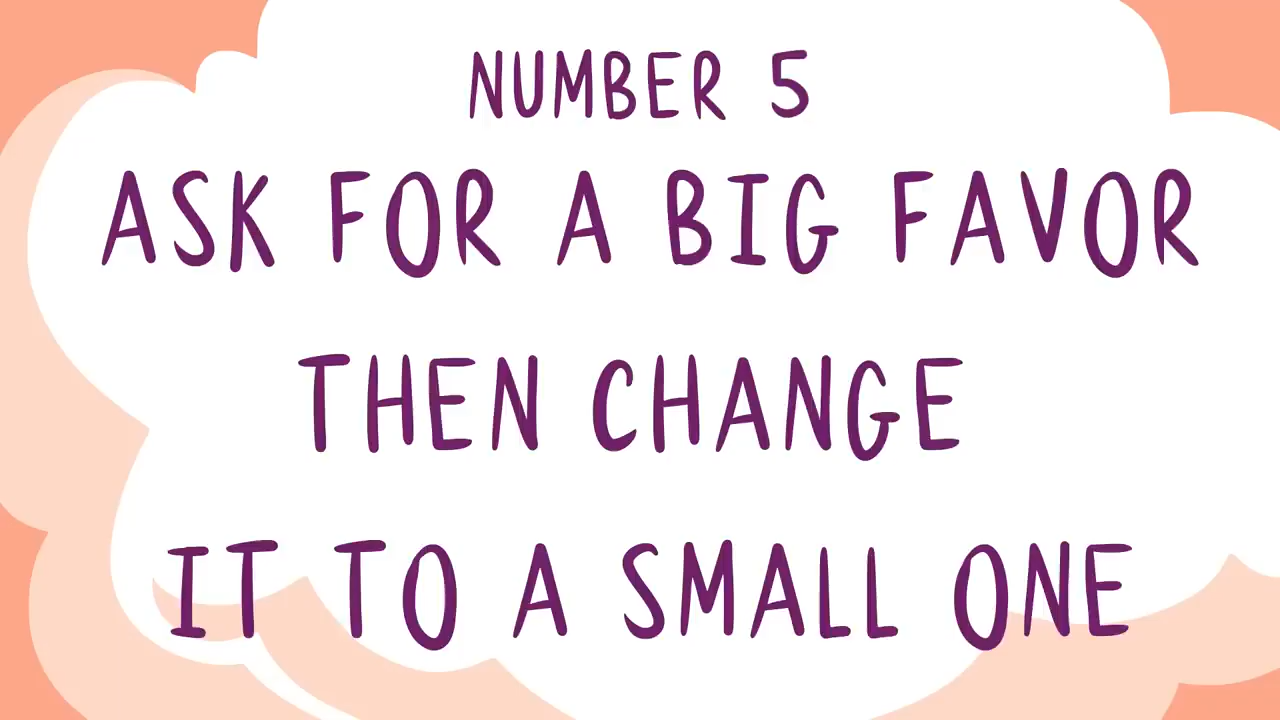 NUMBER 5
ASK FOR A BIG FAVOR
THEN CHANGE
IT TO A SMALL ONE